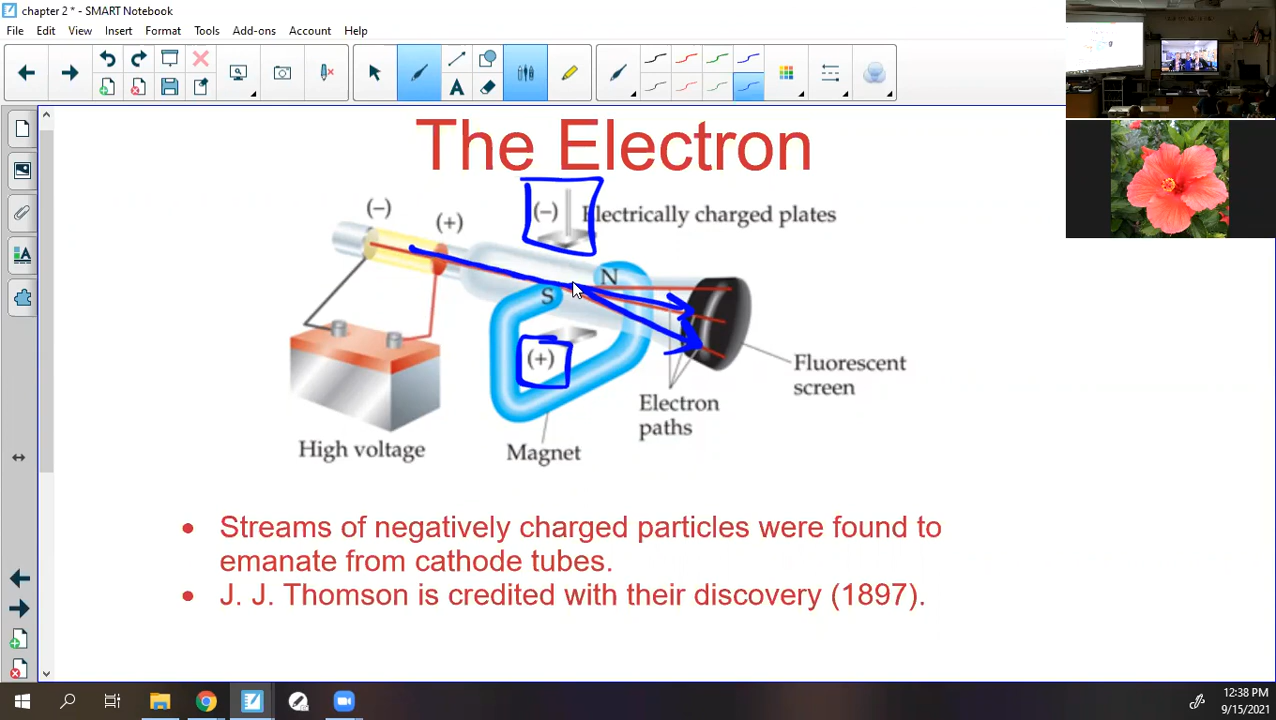 chapter 2 * - SMART Notebook
File Edit View Insert Format Tools Add-ons Account Help
A
The Electron
(−)
(+)
(−)
Electrically charged plates
N
S
(+)
Fluorescent
screen
Electron
paths
High voltage
Magnet
• Streams of negatively charged particles were found to
emanate from cathode tubes.
• J. J. Thomson is credited with their discovery (1897).
12:38 PM
9/15/2021